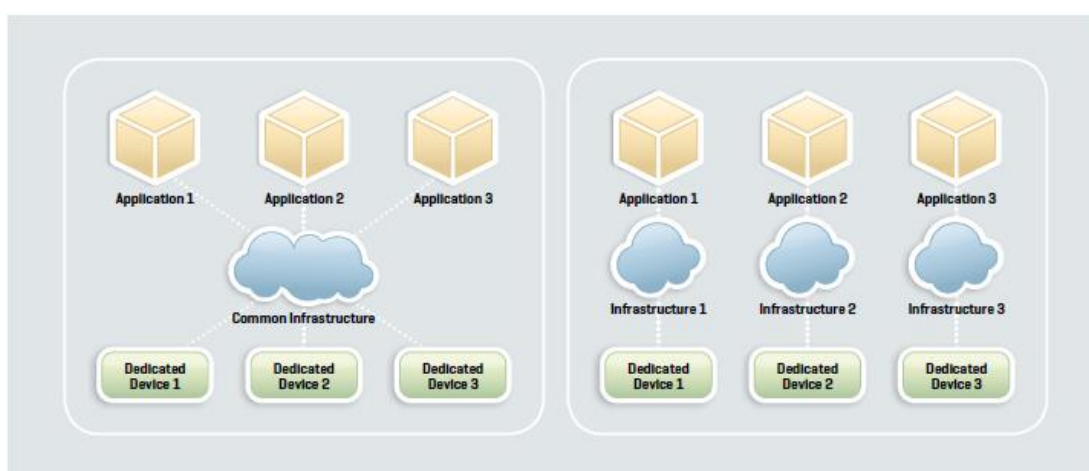 Application 1
Application 2
Application 3
Common Infrastructure
Dedicated
Device 1
Dedicated
Device 2
Dedicated
Device 3
Application 1
Application 2
Application 3
Infrastructure 1
Infrastructure 2
Infrastructure 3
Dedicated
Device 1
Dedicated
Device 2
Dedicated
Device 3